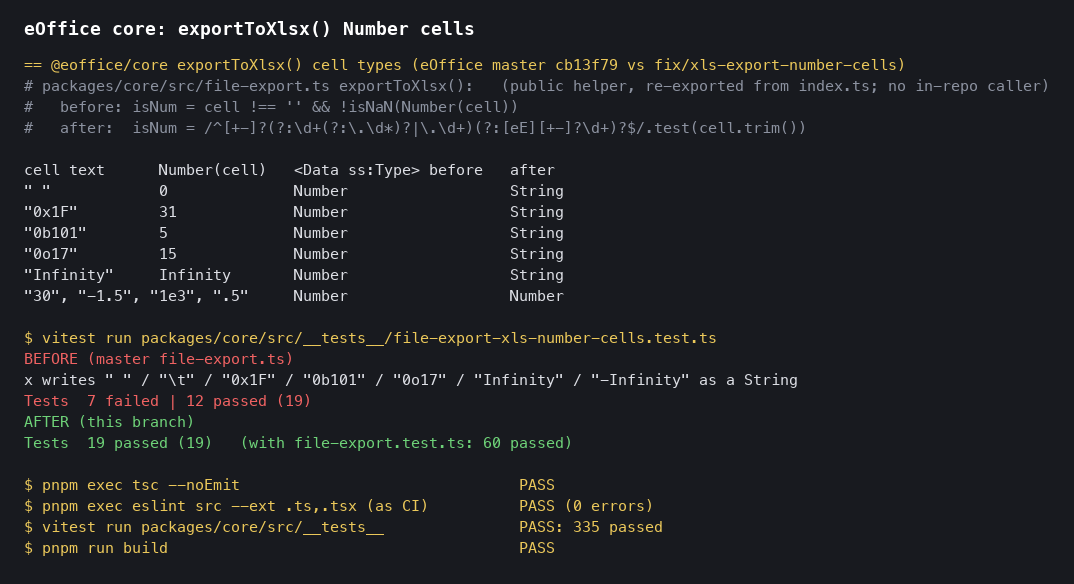 eOffice core: exportToXlsx() Number cells
== @eoffice/core exportToXlsx() cell types (eOffice master cb13f79 vs fix/xls-export-number-cells)
# packages/core/src/file-export.ts exportToXlsx():   (public helper, re-exported from index.ts; no in-repo caller)
#   before: isNum = cell !== '' && !isNaN(Number(cell))
#   after:  isNum = /^[+-]?(?:\d+(?:\.\d*)?|\.\d+)(?:[eE][+-]?\d+)?$/.test(cell.trim())
cell text      Number(cell)   <Data ss:Type> before   after
" "            0              Number                  String
"0x1F"         31             Number                  String
"0b101"        5              Number                  String
"0o17"         15             Number                  String
"Infinity"     Infinity       Number                  String
"30", "-1.5", "1e3", ".5"     Number                  Number
$ vitest run packages/core/src/__tests__/file-export-xls-number-cells.test.ts
BEFORE (master file-export.ts)
x writes " " / "\t" / "0x1F" / "0b101" / "0o17" / "Infinity" / "-Infinity" as a String
Tests  7 failed | 12 passed (19)
AFTER (this branch)
Tests  19 passed (19)   (with file-export.test.ts: 60 passed)
$ pnpm exec tsc --noEmit                               PASS
$ pnpm exec eslint src --ext .ts,.tsx (as CI)          PASS (0 errors)
$ vitest run packages/core/src/__tests__               PASS: 335 passed
$ pnpm run build                                       PASS